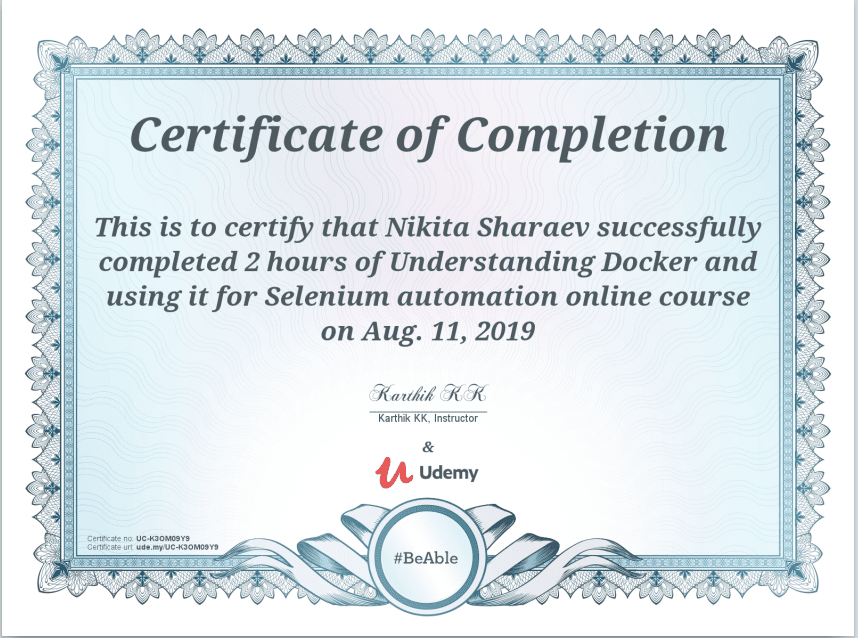 Certificate of Completion
This is to certify that Nikita Sharaev successfully
completed 2 hours of Understanding Docker and
using it for Selenium automation online course
on Aug. 11, 2019
Karthik KK
Karthik KK, Instructor
&
Udemy
#BeAble
Certificate no: UC-K3OM09Y9
Certificate url: ude.my/UC-K3OM09Y9